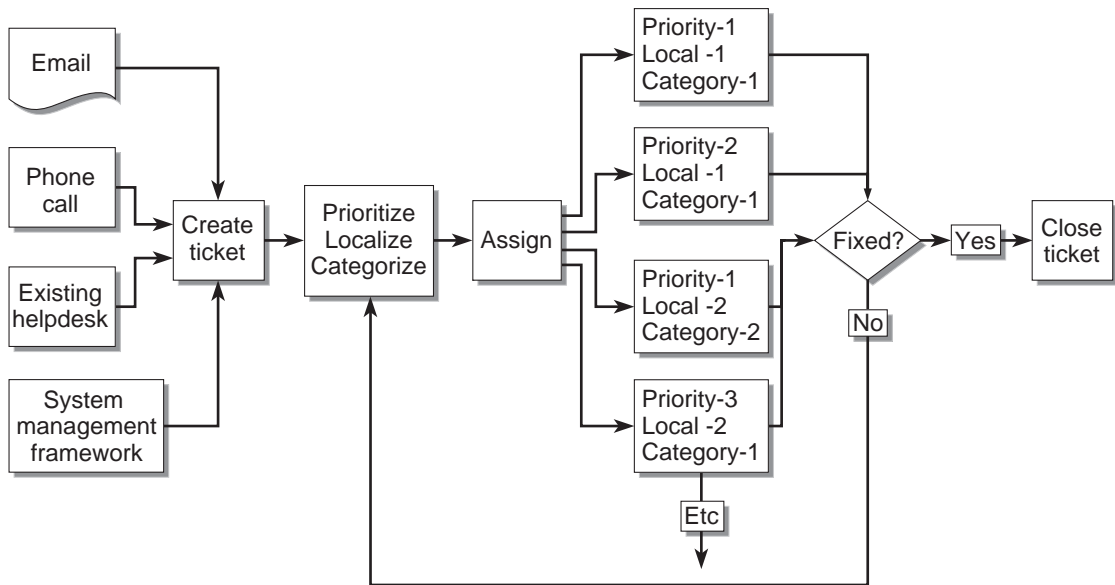 Email
Phone
call
Existing
helpdesk
System
management
framework
Create
ticket
Prioritize
Localize
Categorize
Assign
Priority-1
Local -1
Category-1
Priority-2
Local -1
Category-1
Priority-1
Local -2
Category-2
Priority-3
Local -2
Category-1
Etc
Fixed?
Yes
No
Close
ticket